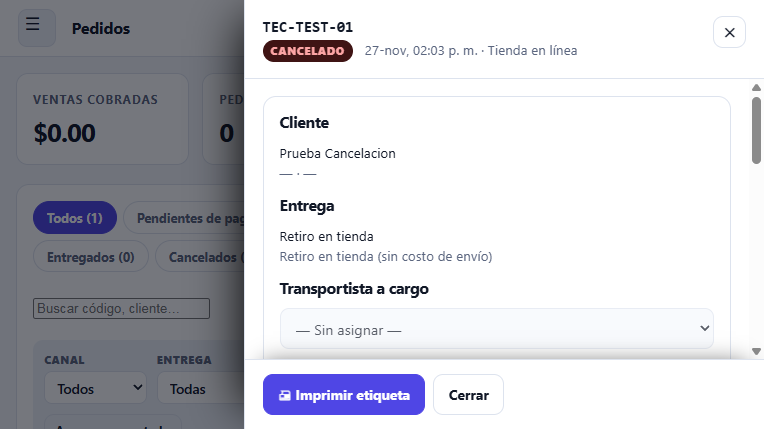 Pedidos
VENTAS COBRADAS
$0.00
PED
0
Todos (1)
Pendientes de pag
Entregados (0)
Cancelados (
Buscar código, cliente...
CANAL
ENTREGA
Todos
Todas
TEC-TEST-01
CANCELADO
27-nov, 02:03 p. m. · Tienda en línea
Cliente
Prueba Cancelacion
— · —
Entrega
Retiro en tienda
Retiro en tienda (sin costo de envío)
Transportista a cargo
— Sin asignar —
Imprimir etiqueta
Cerrar